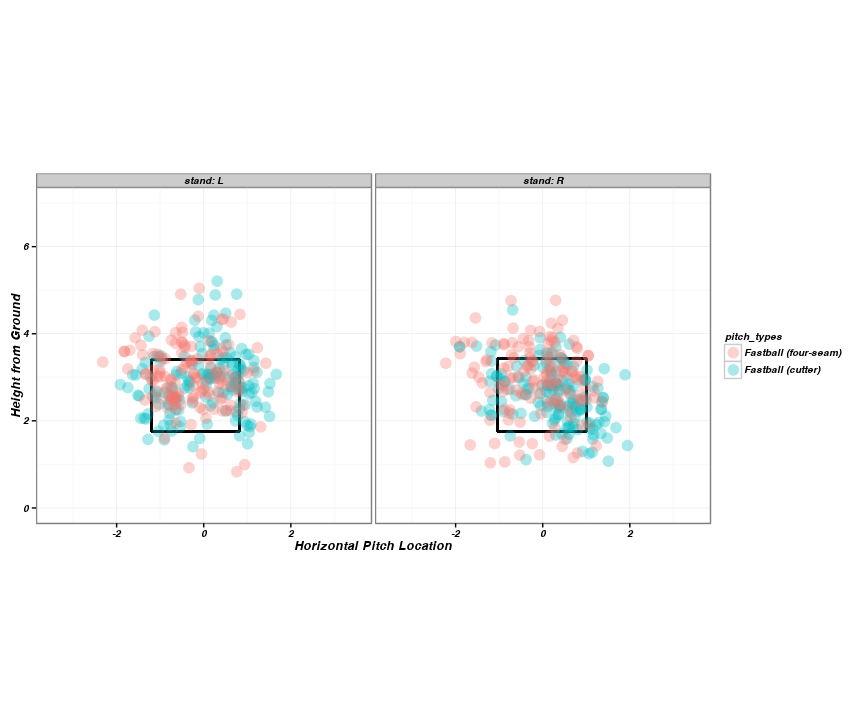 stand: L
stand: R
6
4
2
0
Height from Ground
-2
0
2
-2
0
2
Horizontal Pitch Location
pitch_types
Fastball (four-seam)
Fastball (cutter)